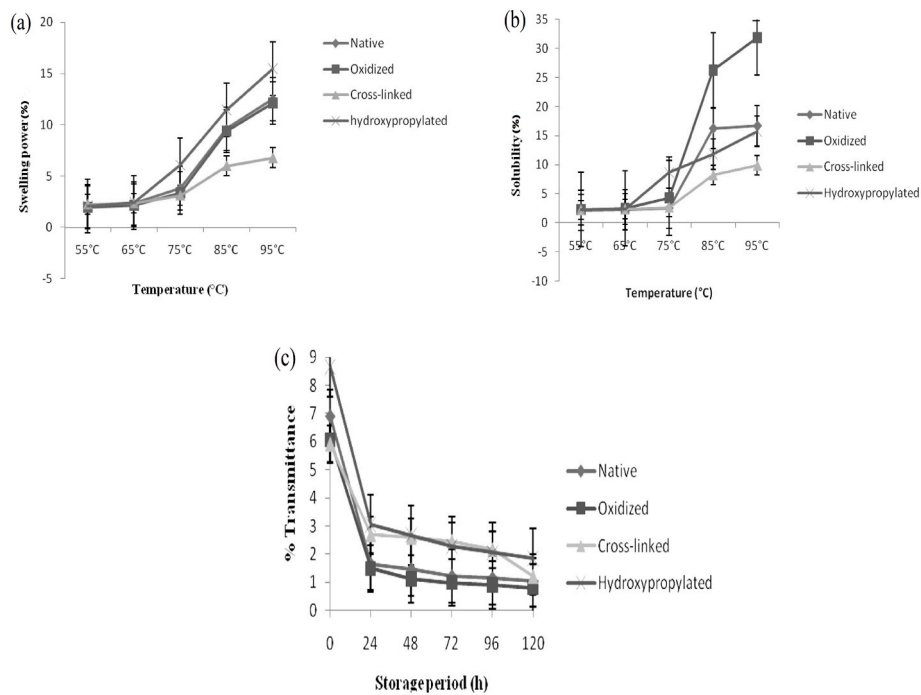 (a)
20
15
10
5
0
-5
Swelling power (%)
55°C 65°C 75°C 85°C 95°C
Temperature (°C)
Native
Oxidized
Cross-linked
hydroxypropylated
(b)
35
30
25
20
15
10
5
0
-5
-10
Solubility (%)
55°C 65°C 75°C 85°C 95°C
Temperature (°C)
Native
Oxidized
Cross-linked
Hydroxypropylated
(c)
9
8
7
6
5
4
3
2
1
0
% Transmittance
0 24 48 72 96 120
Storage period (h)
Native
Oxidized
Cross-linked
Hydroxypropylated